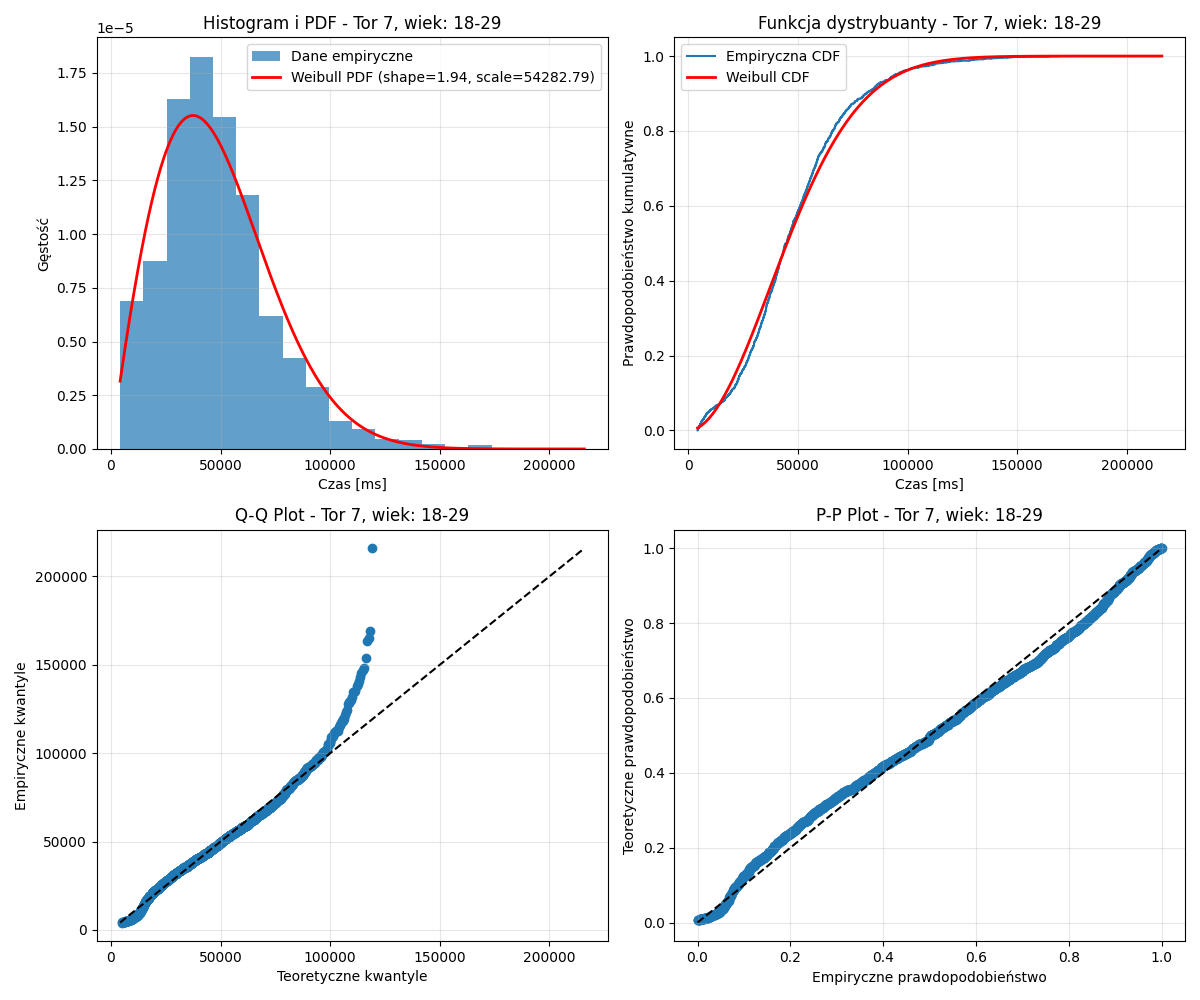 Histogram i PDF - Tor 7, wiek: 18-29
1e−5
Dane empiryczne
Weibull PDF (shape=1.94, scale=54282.79)
1.75
1.50
1.25
1.00
0.75
0.50
0.25
0.00
Gęstość
0
50000
100000
150000
200000
Czas [ms]
Funkcja dystrybuanty - Tor 7, wiek: 18-29
Empiryczna CDF
Weibull CDF
1.0
0.8
0.6
0.4
0.2
0.0
Prawdopodobieństwo kumulatywne
0
50000
100000
150000
200000
Czas [ms]
Q-Q Plot - Tor 7, wiek: 18-29
200000
150000
100000
50000
0
Empiryczne kwantyle
0
50000
100000
150000
200000
Teoretyczne kwantyle
P-P Plot - Tor 7, wiek: 18-29
1.0
0.8
0.6
0.4
0.2
0.0
Teoretyczne prawdopodobieństwo
0.0
0.2
0.4
0.6
0.8
1.0
Empiryczne prawdopodobieństwo